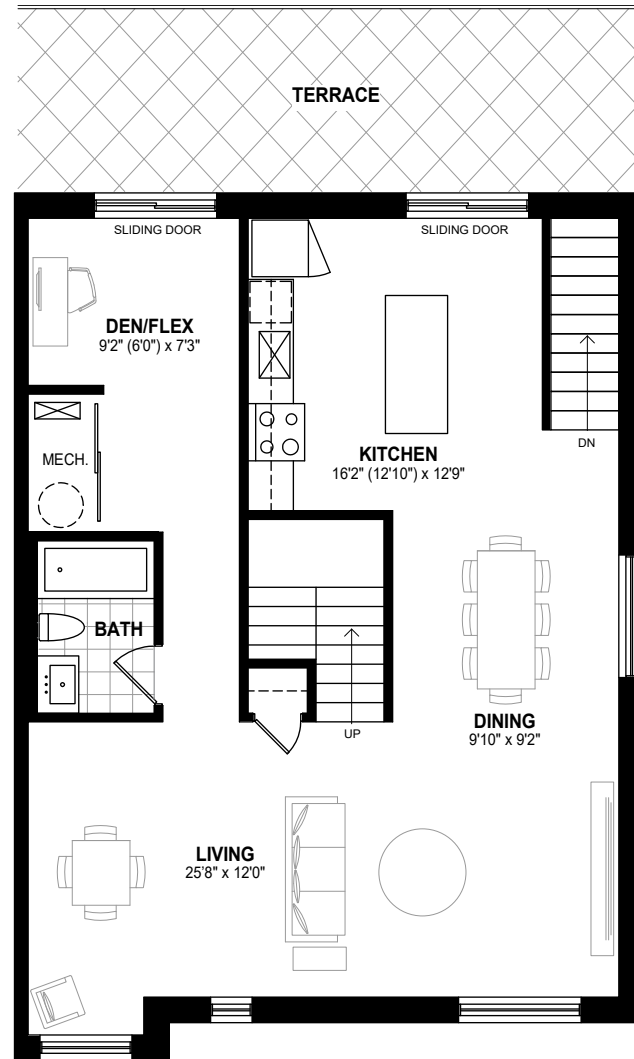 TERRACE
SLIDING DOOR
SLIDING DOOR
DEN/FLEX
9'2" (6'0") x 7'3"
MECH.
KITCHEN
16'2" (12'10") x 12'9"
DN
BATH
UP
DINING
9'10" x 9'2"
LIVING
25'8" x 12'0"